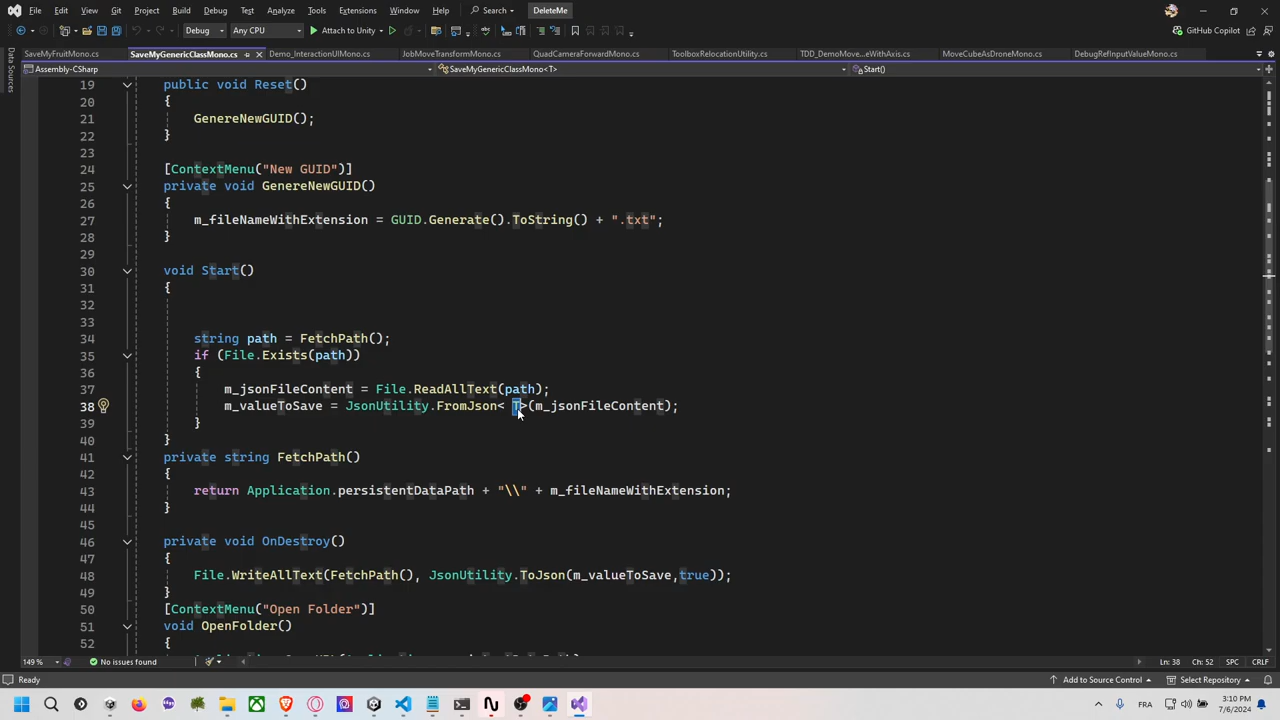 File Edit View Git Project Build Debug Test Analyze Tools Extensions Window Help Search DeleteMe
Debug Any CPU Attach to Unity GitHub Copilot
SaveMyFruitMono.cs SaveMyGenericClassMono.cs Demo_InteractionUIMono.cs JobMoveTransformMono.cs QuadCameraForwardMono.cs ToolboxRelocationUtility.cs TDD_DemoMove...eWithAxis.cs MoveCubeAsDroneMono.cs DebugRefInputValueMono.cs
Data Sources
Assembly-CSharp SaveMyGenericClassMono<T> Start()
19 public void Reset()
20 {
21 GenereNewGUID();
22 }
23
24 [ContextMenu("New GUID")]
25 private void GenereNewGUID()
26 {
27 m_fileNameWithExtension = GUID.Generate().ToString() + ".txt";
28 }
29
30 void Start()
31 {
32
33
34 string path = FetchPath();
35 if (File.Exists(path))
36 {
37 m_jsonFileContent = File.ReadAllText(path);
38 m_valueToSave = JsonUtility.FromJson< T>(m_jsonFileContent);
39 }
40 }
41 private string FetchPath()
42 {
43 return Application.persistentDataPath + "\\" + m_fileNameWithExtension;
44 }
45
46 private void OnDestroy()
47 {
48 File.WriteAllText(FetchPath(), JsonUtility.ToJson(m_valueToSave,true));
49 }
50 [ContextMenu("Open Folder")]
51 void OpenFolder()
52 {
149 % No issues found Ln: 38 Ch: 52 SPC CRLF
Ready Add to Source Control Select Repository
FRA 3:10 PM
7/6/2024